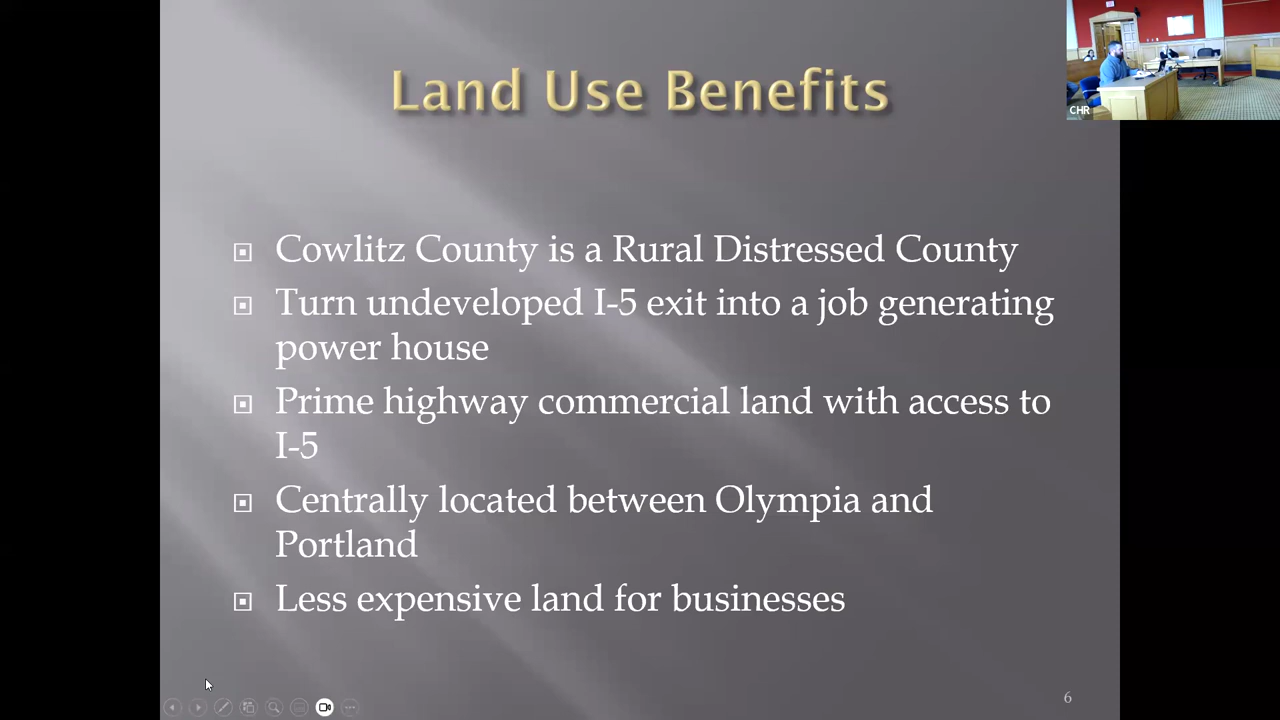 Land Use Benefits
CHR
Cowlitz County is a Rural Distressed County
Turn undeveloped I-5 exit into a job generating
power house
Prime highway commercial land with access to
I-5
Centrally located between Olympia and
Portland
Less expensive land for businesses
6